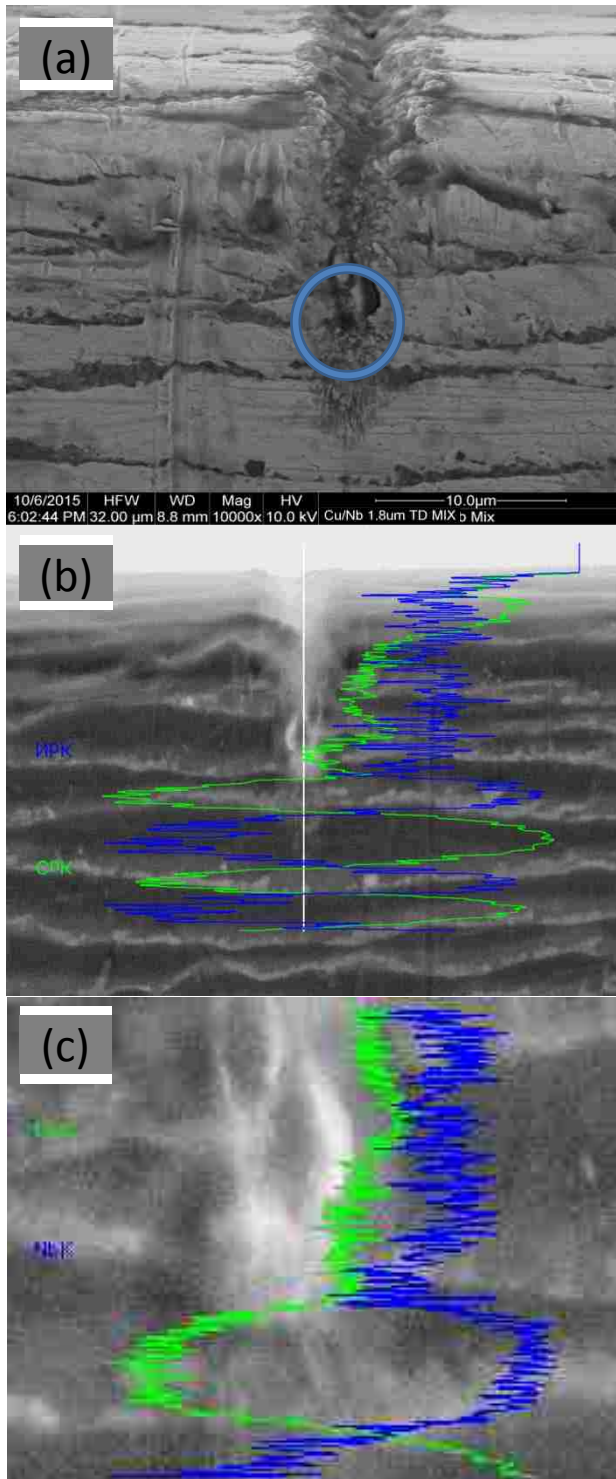 (a)
10/6/2015 HFW WD Mag HV 10.0µm
6:02:44 PM 32.00 µm 8.8 mm 10000x 10.0 kV Cu/Nb 1.8um TD MIX b Mix
(b)
(c)